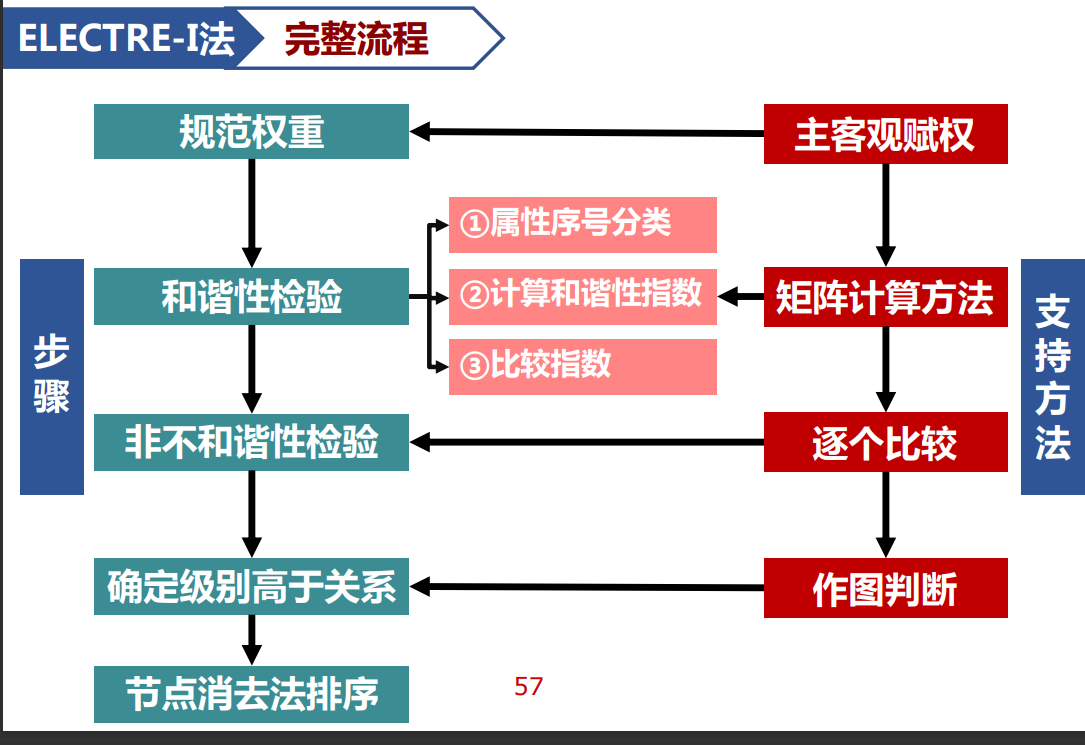 ELECTRE-I法
完整流程
规范权重
主客观赋权
①属性序号分类
和谐性检验
②计算和谐性指数
矩阵计算方法
③比较指数
步骤
支持方法
非不和谐性检验
逐个比较
确定级别高于关系
作图判断
节点消去法排序
57